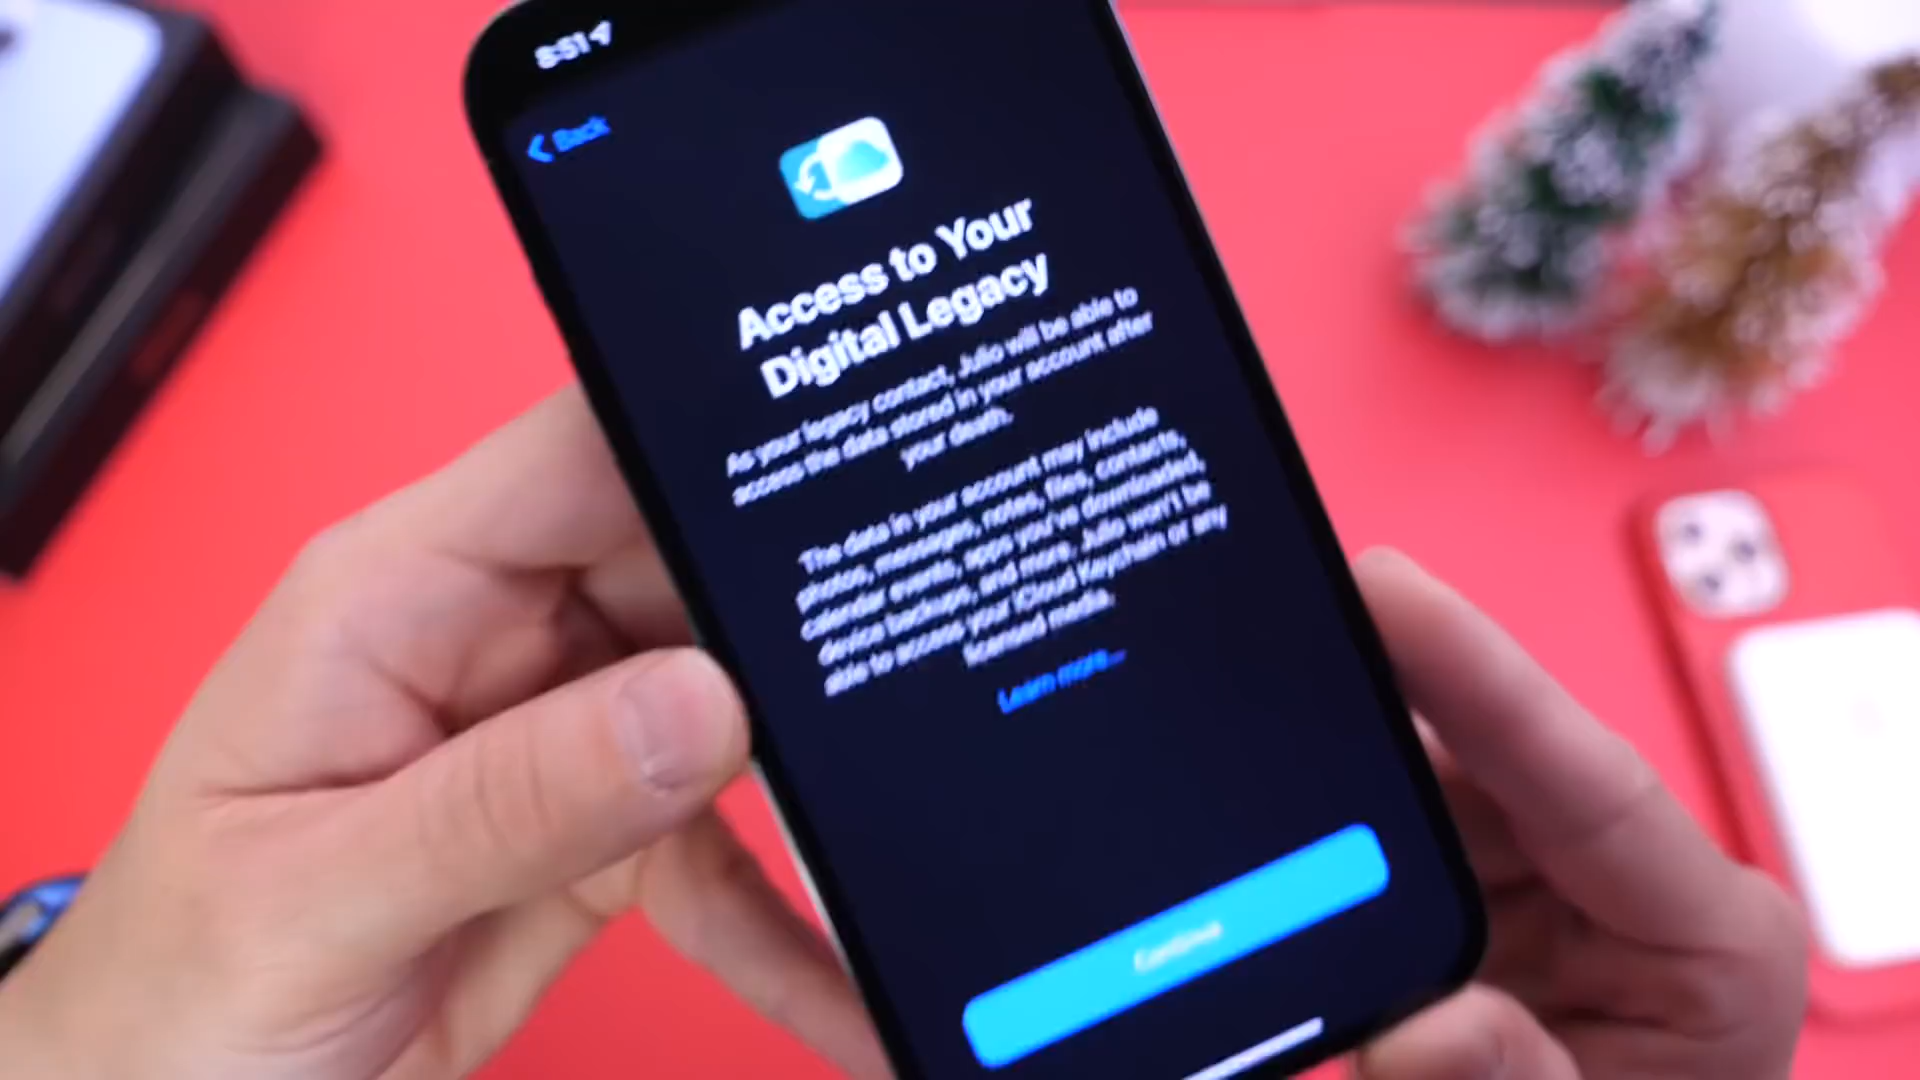 8:51
Back
Access to Your
Digital Legacy
As your legacy contact, Julio will be able to
access the data stored in your account after
your death.
The data in your account may include
photos, messages, notes, files, contacts,
calendar events, apps you've downloaded,
device backups, and more. Julio won't be
able to access your iCloud Keychain or any
licensed media.
Learn more...
Continue